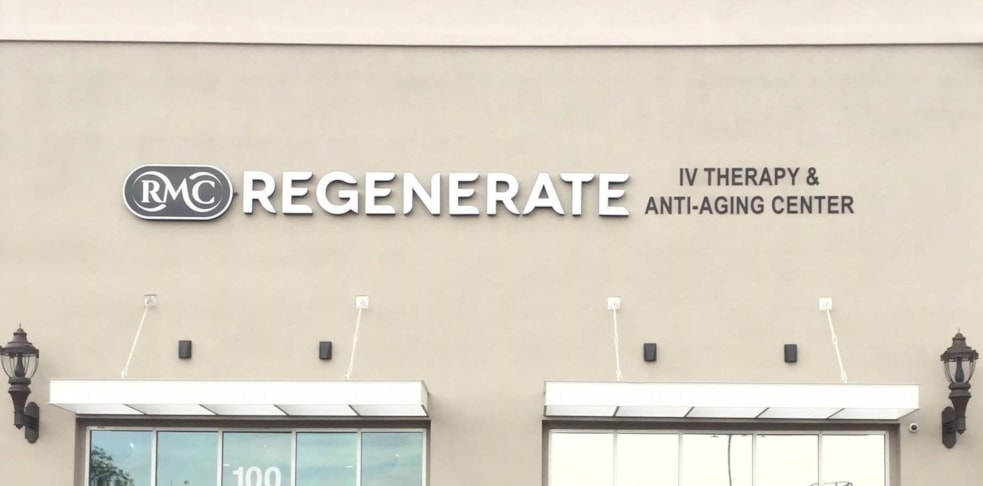 RMC REGENERATE
IV THERAPY &
ANTI-AGING CENTER
100